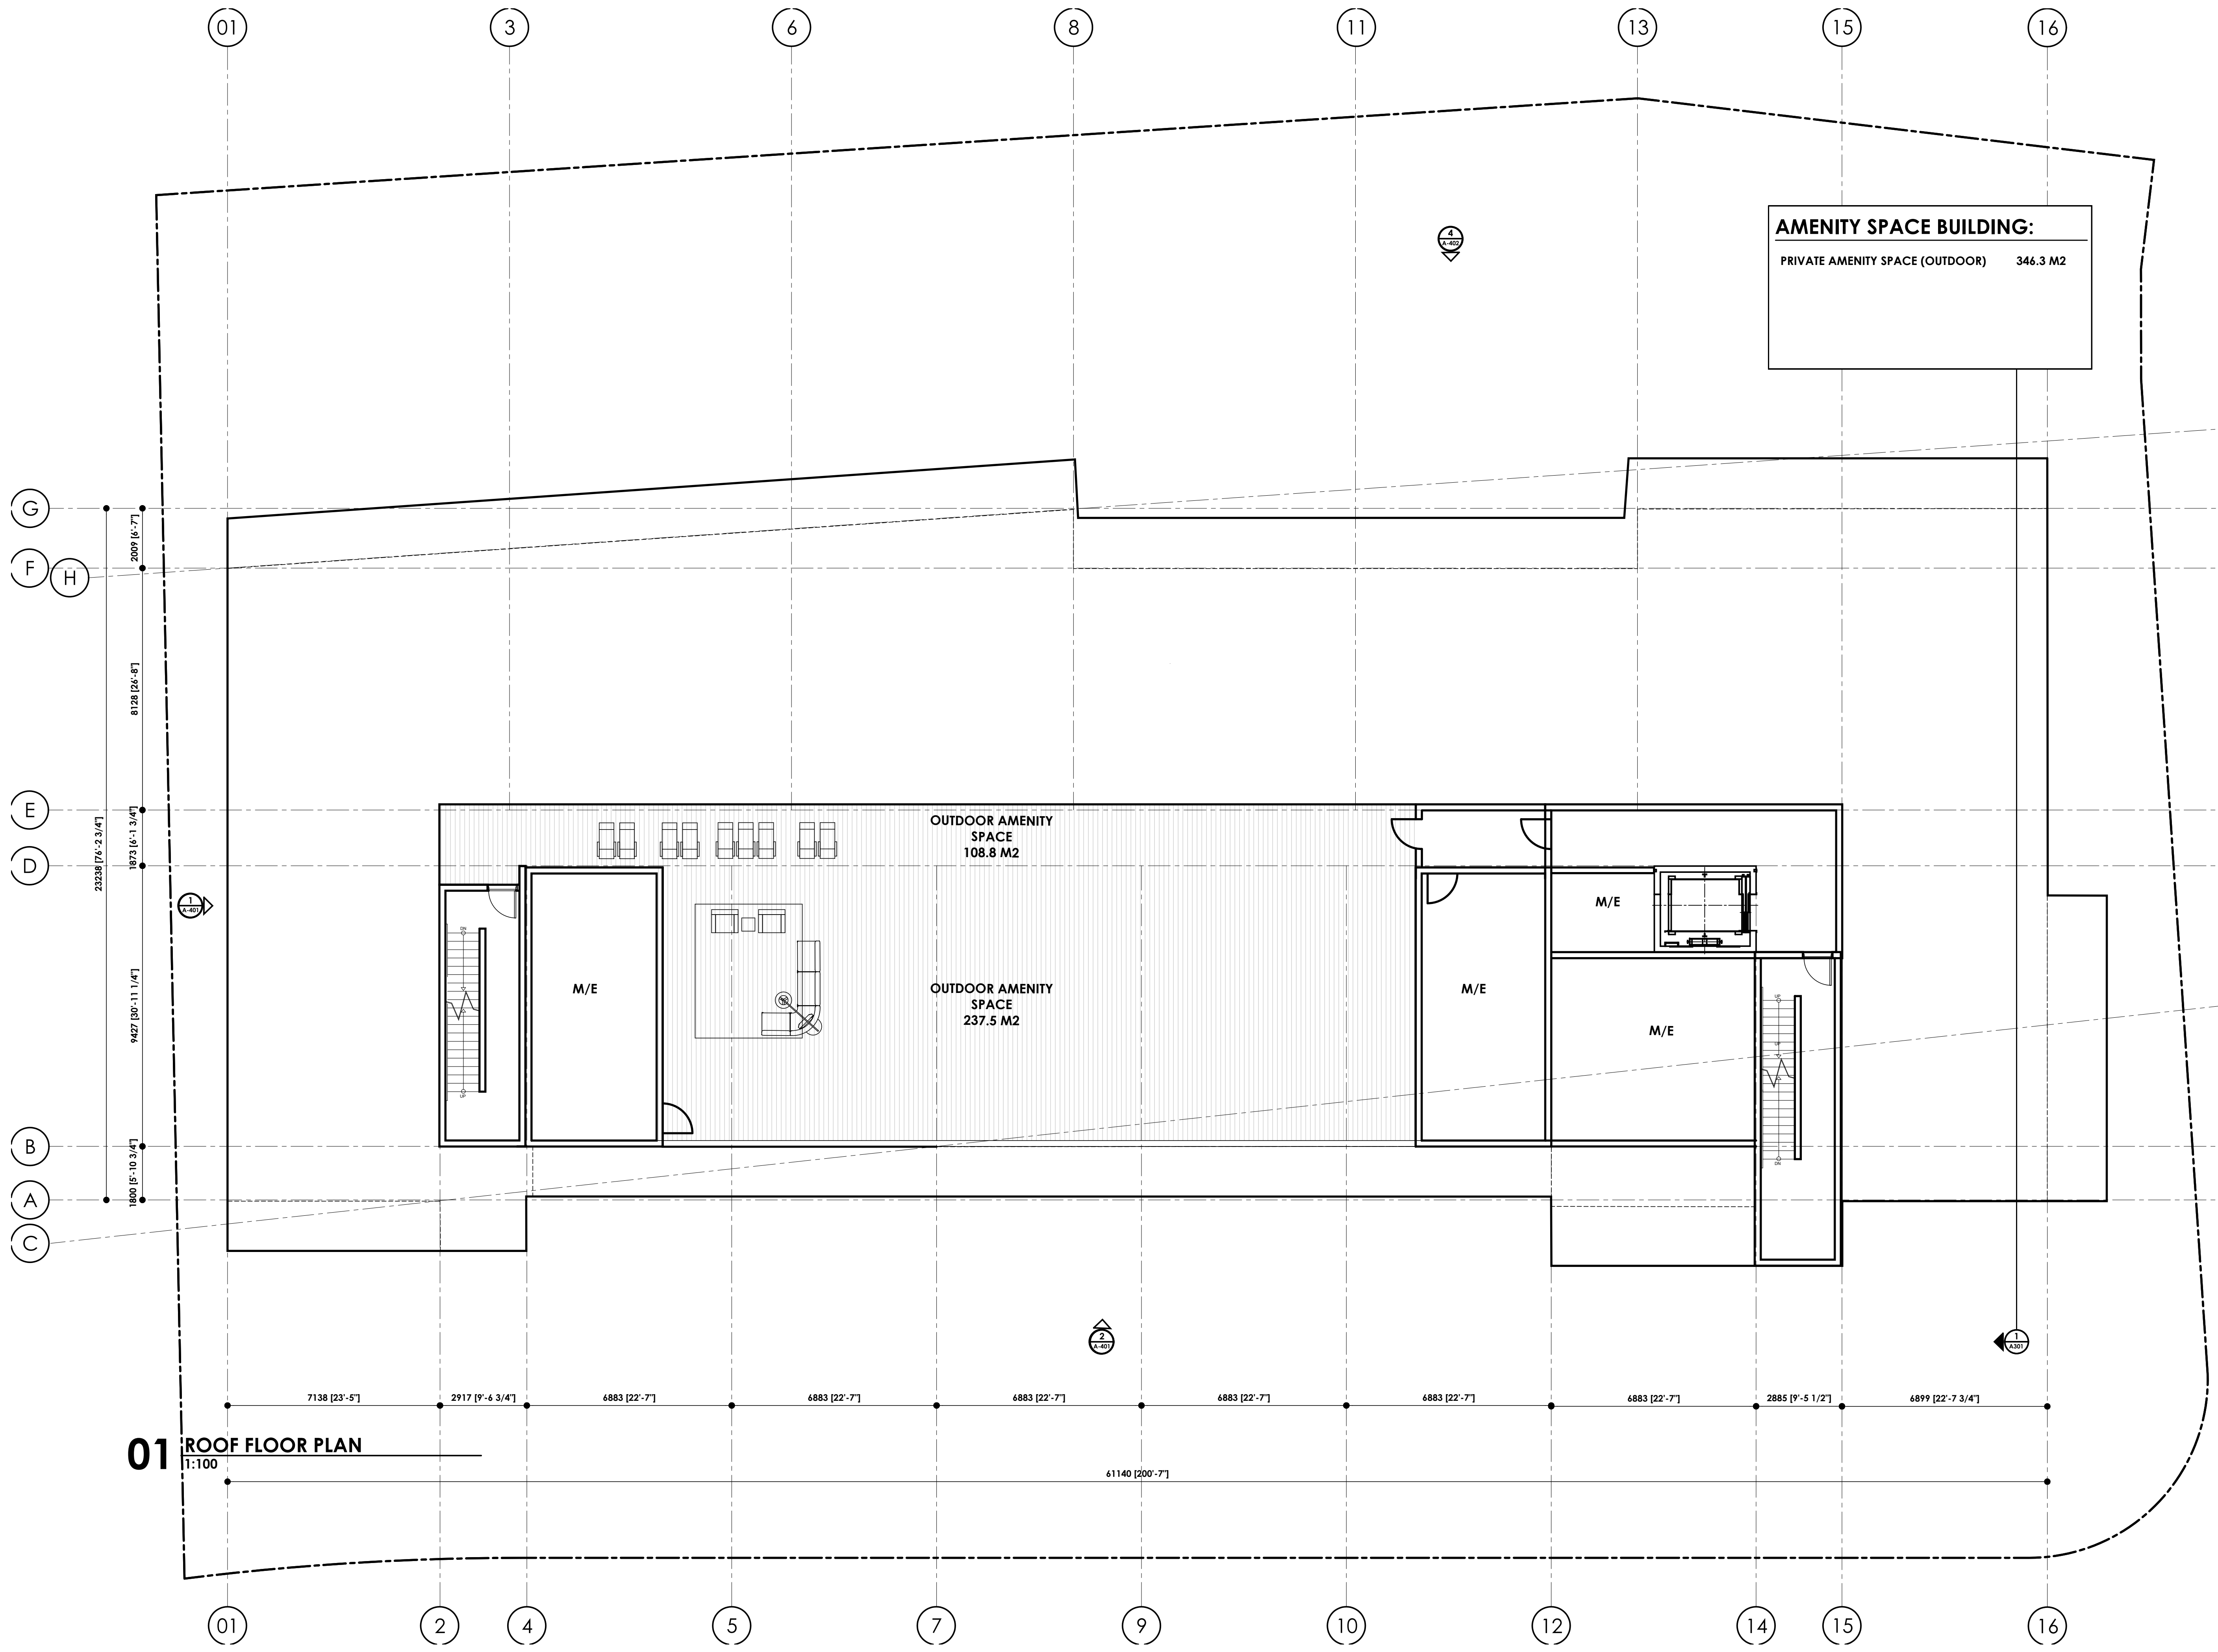 01 3 6 8 11 13 15 16
4
A-402
AMENITY SPACE BUILDING:
PRIVATE AMENITY SPACE (OUTDOOR) 346.3 M2
G
F
H
E
D
B
A
C
2009 [6'-7"]
8128 [26'-8"]
1873 [6'-1 3/4"]
9427 [30'-11 1/4"]
1800 [5'-10 3/4"]
23238 [76'-2 3/4"]
1
A-401
OUTDOOR AMENITY
SPACE
108.8 M2
M/E
DN
UP
M/E
OUTDOOR AMENITY
SPACE
237.5 M2
M/E
M/E
UP
UP
DN
2
A-401
1
A301
7138 [23'-5"] 2917 [9'-6 3/4"] 6883 [22'-7"] 6883 [22'-7"] 6883 [22'-7"] 6883 [22'-7"] 6883 [22'-7"] 6883 [22'-7"] 2885 [9'-5 1/2"] 6899 [22'-7 3/4"]
01 ROOF FLOOR PLAN
1:100
61140 [200'-7"]
01 2 4 5 7 9 10 12 14 15 16